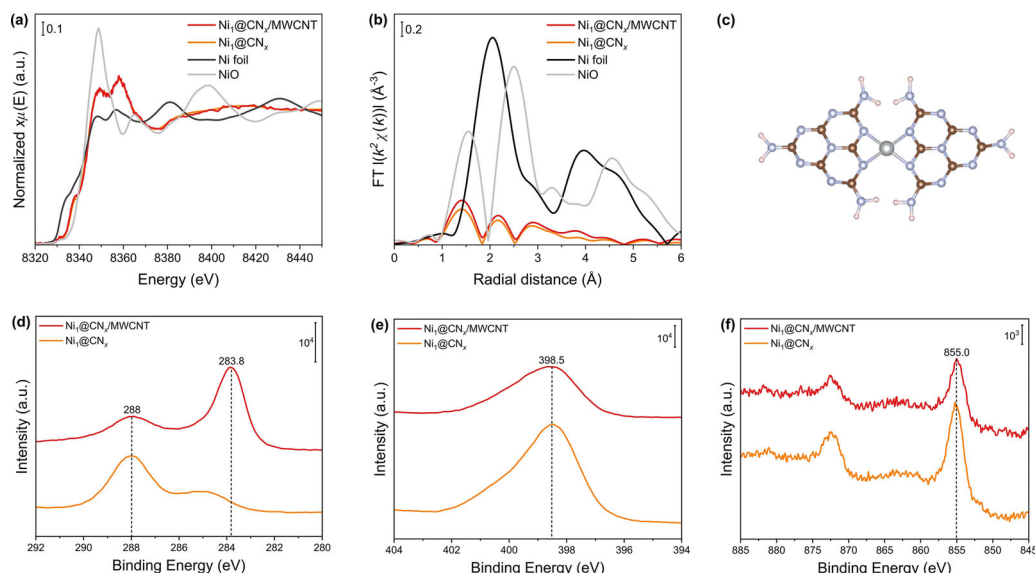 (a)
0.1
Ni₁@CNₓ/MWCNT
Ni₁@CNₓ
Ni foil
NiO
Normalized xμ(E) (a.u.)
8320 8340 8360 8380 8400 8420 8440
Energy (eV)
(b)
0.2
Ni₁@CNₓ/MWCNT
Ni₁@CNₓ
Ni foil
NiO
FT |(k²χ(k))| (Å⁻³)
0 1 2 3 4 5 6
Radial distance (Å)
(c)
(d)
Ni₁@CNₓ/MWCNT
Ni₁@CNₓ
10⁴
283.8
288
Intensity (a.u.)
292 290 288 286 284 282 280
Binding Energy (eV)
(e)
Ni₁@CNₓ/MWCNT
Ni₁@CNₓ
10⁴
398.5
Intensity (a.u.)
404 402 400 398 396 394
Binding Energy (eV)
(f)
Ni₁@CNₓ/MWCNT
Ni₁@CNₓ
10³
855.0
Intensity (a.u.)
885 880 875 870 865 860 855 850 845
Binding Energy (eV)